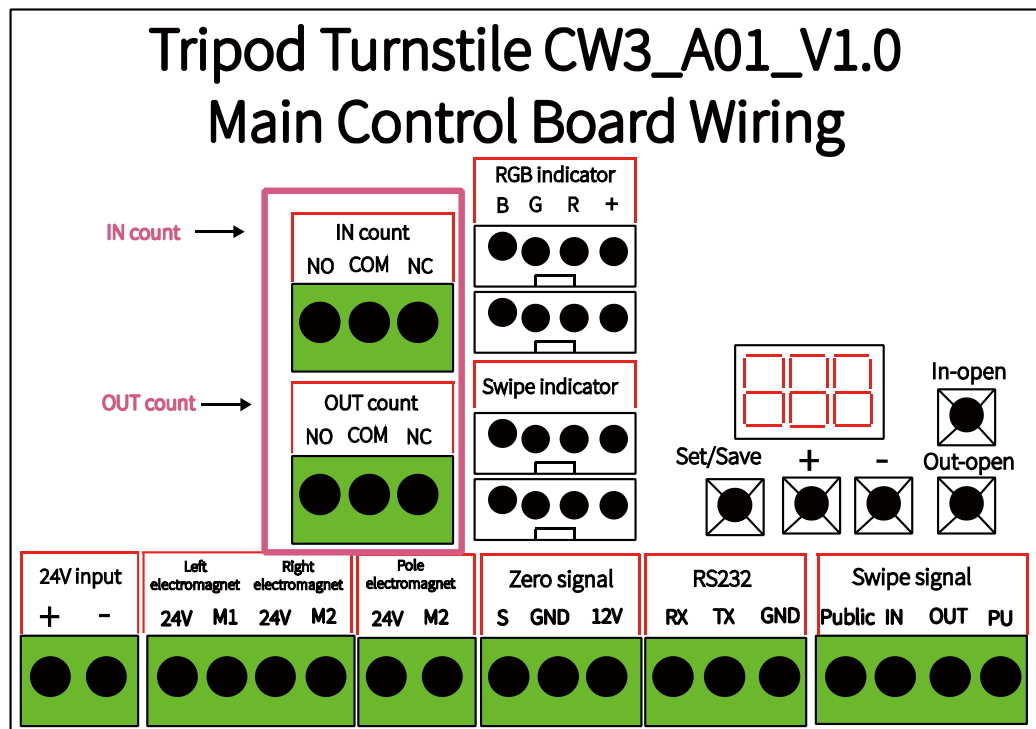 Tripod Turnstile CW3_A01_V1.0
Main Control Board Wiring
RGB indicator
B G R +
IN count
IN count
NO COM NC
OUT count
OUT count
NO COM NC
Swipe indicator
In-open
Set/Save + - Out-open
24V input
+ -
Left electromagnet
24V M1
Right electromagnet
24V M2
Pole electromagnet
24V M2
Zero signal
S GND 12V
RS232
RX TX GND
Swipe signal
Public IN OUT PU